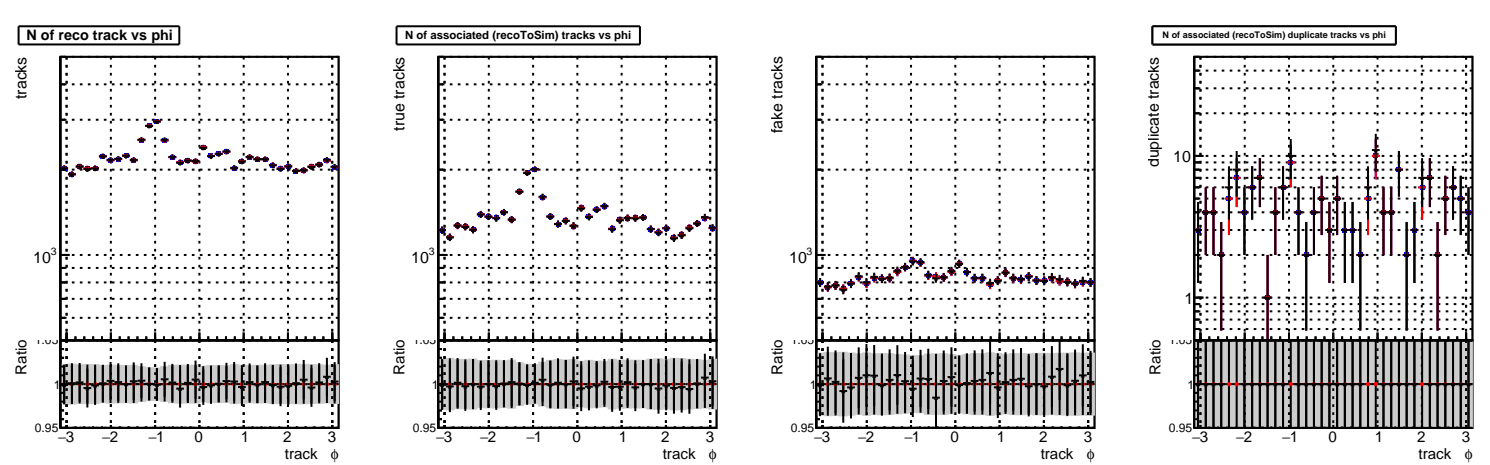 N of reco track vs phi
tracks
10³
Ratio
1
0.95
−3 −2 −1 0 1 2 3
track ϕ
N of associated (recoToSim) tracks vs phi
true tracks
10³
Ratio
1
0.95
−3 −2 −1 0 1 2 3
track ϕ
fake tracks
10³
Ratio
1
0.95
−3 −2 −1 0 1 2 3
track ϕ
N of associated (recoToSim) duplicate tracks vs phi
duplicate tracks
10
1
Ratio
1
0.95
−3 −2 −1 0 1 2 3
track ϕ